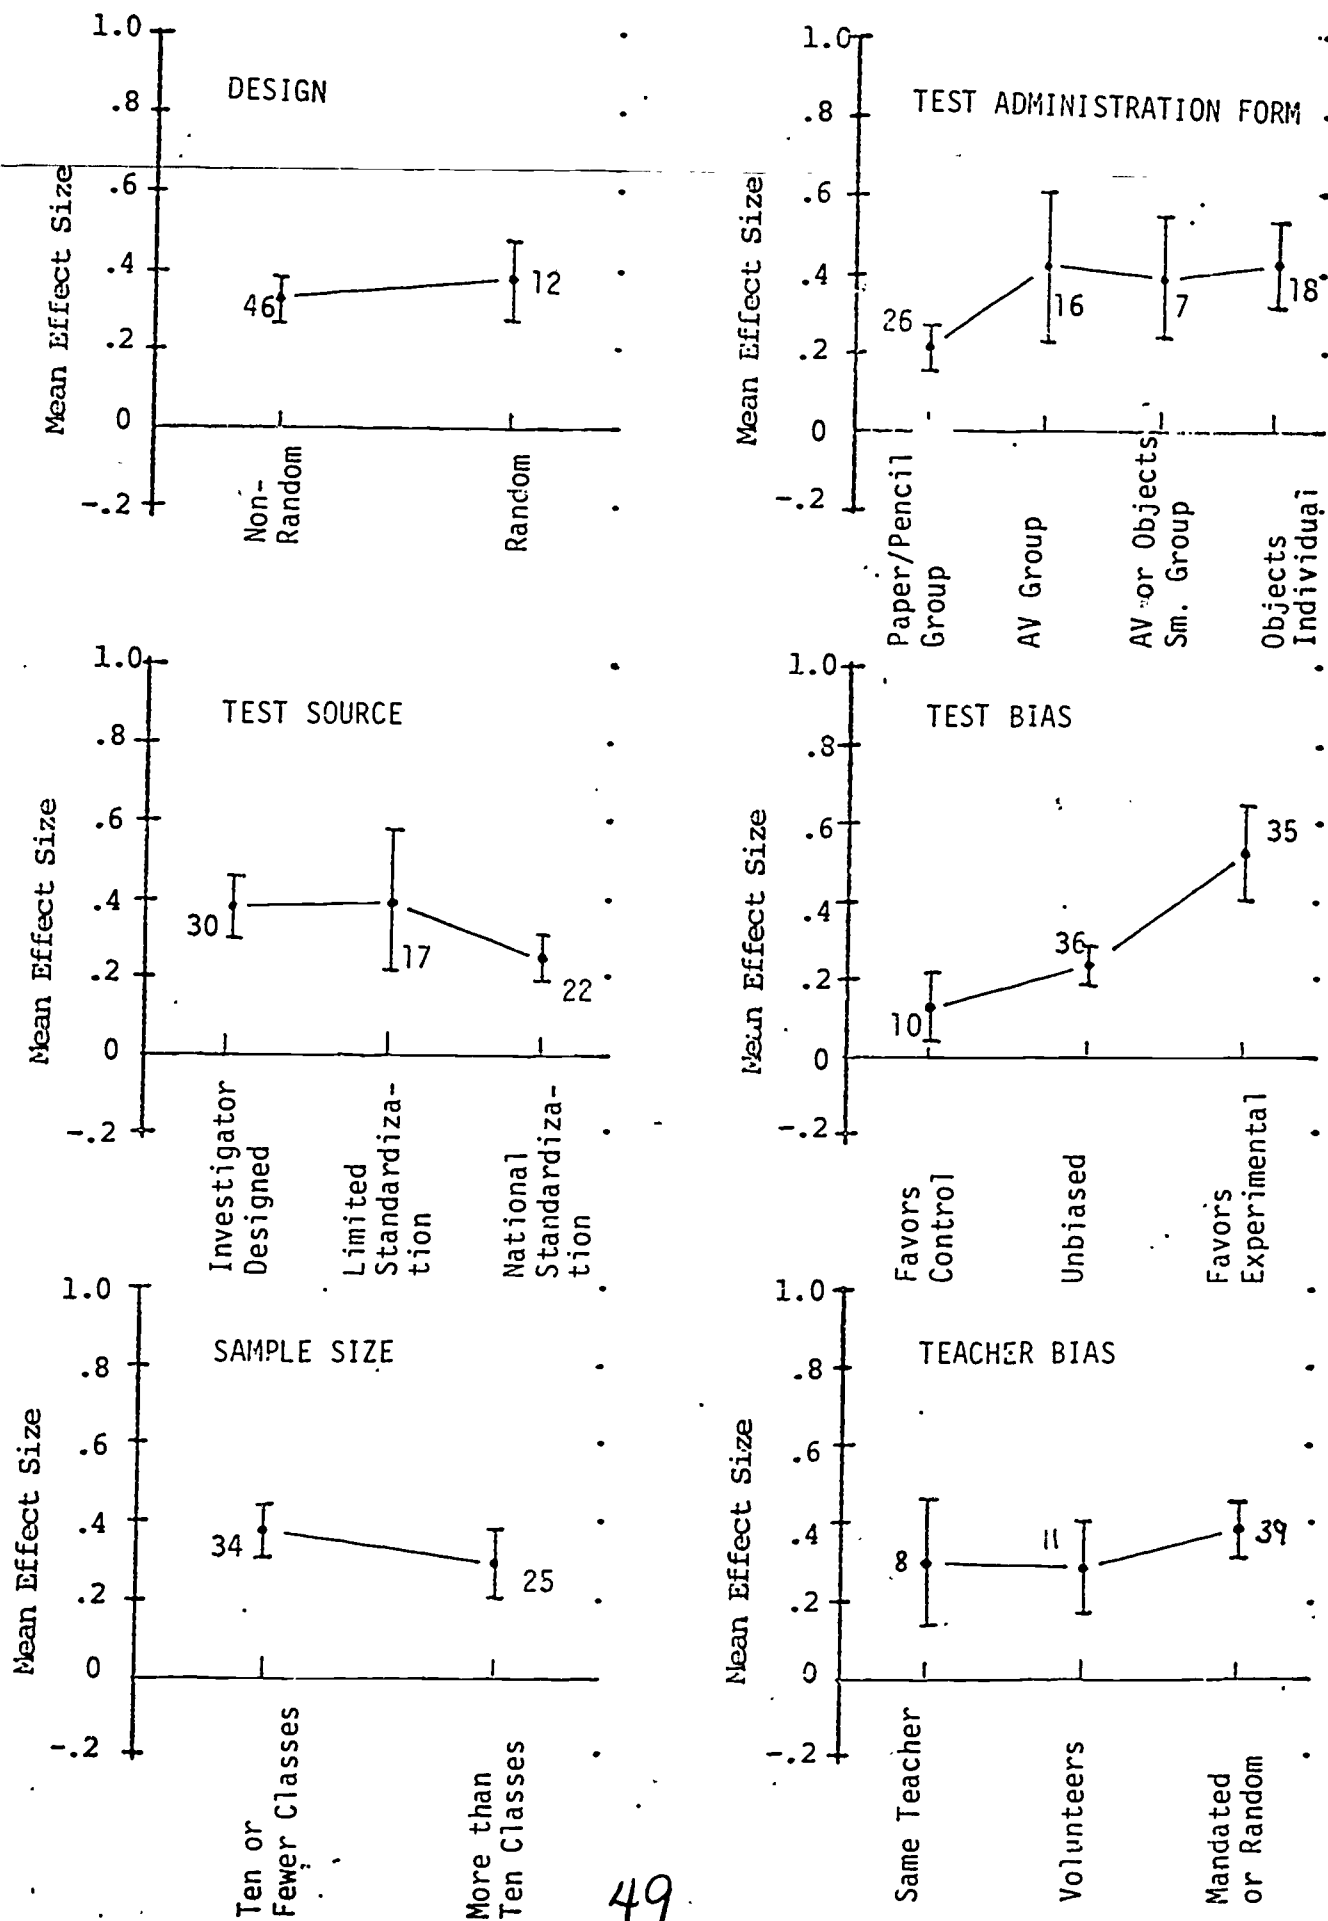 DESIGN
Mean Effect Size
1.0
.8
.6
.4
.2
0
-.2
46
12
Non-
Random
Random
TEST ADMINISTRATION FORM
Mean Effect Size
1.0
.8
.6
.4
.2
0
-.2
26
16
7
18
Paper/Pencil
Group
AV Group
AV or Objects
Sm. Group
Objects
Individual
TEST SOURCE
Mean Effect Size
1.0
.8
.6
.4
.2
0
-.2
30
17
22
Investigator
Designed
Limited
Standardiza-
tion
National
Standardiza-
tion
TEST BIAS
Mean Effect Size
1.0
.8
.6
.4
.2
0
-.2
10
36
35
Favors
Control
Unbiased
Favors
Experimental
SAMPLE SIZE
Mean Effect Size
1.0
.8
.6
.4
.2
0
-.2
34
25
Ten or
Fewer Classes
More than
Ten Classes
TEACHER BIAS
Mean Effect Size
1.0
.8
.6
.4
.2
0
-.2
8
11
39
Same Teacher
Volunteers
Mandated
or Random
49